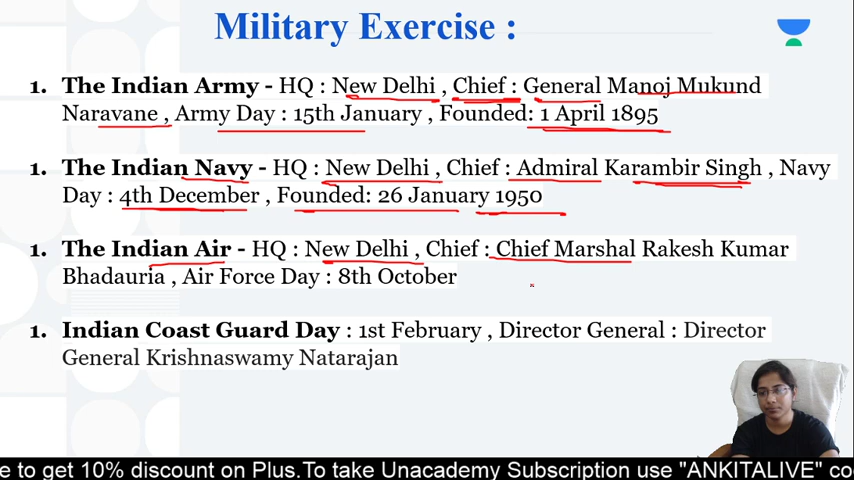 Military Exercise :
1. The Indian Army - HQ : New Delhi , Chief : General Manoj Mukund
Naravane , Army Day : 15th January , Founded: 1 April 1895
1. The Indian Navy - HQ : New Delhi , Chief : Admiral Karambir Singh , Navy
Day : 4th December , Founded: 26 January 1950
1. The Indian Air - HQ : New Delhi , Chief : Chief Marshal Rakesh Kumar
Bhadauria , Air Force Day : 8th October
1. Indian Coast Guard Day : 1st February , Director General : Director
General Krishnaswamy Natarajan
e to get 10% discount on Plus.To take Unacademy Subscription use "ANKITALIVE" co